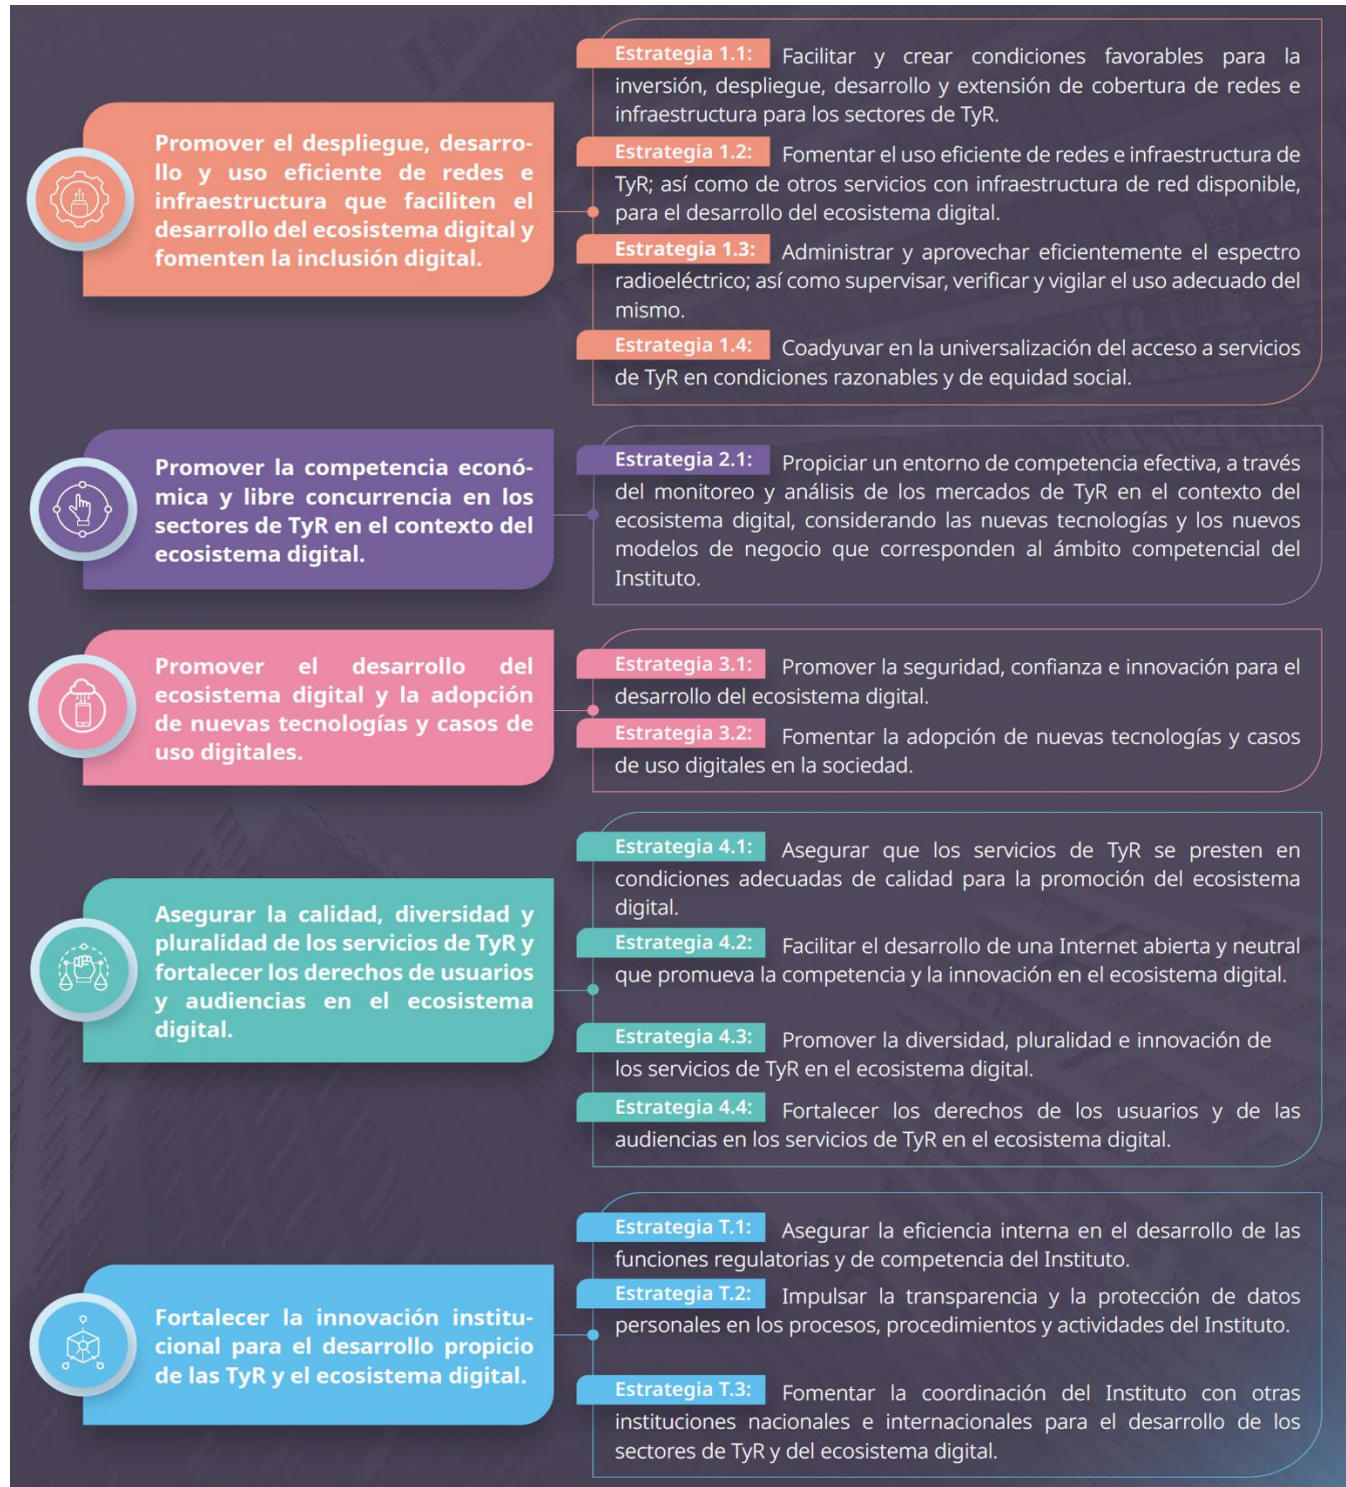 Promover el despliegue, desarro-
llo y uso eficiente de redes e
infraestructura que faciliten el
desarrollo del ecosistema digital y
fomenten la inclusión digital.
Estrategia 1.1: Facilitar y crear condiciones favorables para la
inversión, despliegue, desarrollo y extensión de cobertura de redes e
infraestructura para los sectores de TyR.
Estrategia 1.2: Fomentar el uso eficiente de redes e infraestructura de
TyR; así como de otros servicios con infraestructura de red disponible,
para el desarrollo del ecosistema digital.
Estrategia 1.3: Administrar y aprovechar eficientemente el espectro
radioeléctrico; así como supervisar, verificar y vigilar el uso adecuado del
mismo.
Estrategia 1.4: Coadyuvar en la universalización del acceso a servicios
de TyR en condiciones razonables y de equidad social.
Promover la competencia econó-
mica y libre concurrencia en los
sectores de TyR en el contexto del
ecosistema digital.
Estrategia 2.1: Propiciar un entorno de competencia efectiva, a través
del monitoreo y análisis de los mercados de TyR en el contexto del
ecosistema digital, considerando las nuevas tecnologías y los nuevos
modelos de negocio que corresponden al ámbito competencial del
Instituto.
Promover el desarrollo del
ecosistema digital y la adopción
de nuevas tecnologías y casos de
uso digitales.
Estrategia 3.1: Promover la seguridad, confianza e innovación para el
desarrollo del ecosistema digital.
Estrategia 3.2: Fomentar la adopción de nuevas tecnologías y casos
de uso digitales en la sociedad.
Asegurar la calidad, diversidad y
pluralidad de los servicios de TyR y
fortalecer los derechos de usuarios
y audiencias en el ecosistema
digital.
Estrategia 4.1: Asegurar que los servicios de TyR se presten en
condiciones adecuadas de calidad para la promoción del ecosistema
digital.
Estrategia 4.2: Facilitar el desarrollo de una Internet abierta y neutral
que promueva la competencia y la innovación en el ecosistema digital.
Estrategia 4.3: Promover la diversidad, pluralidad e innovación de
los servicios de TyR en el ecosistema digital.
Estrategia 4.4: Fortalecer los derechos de los usuarios y de las
audiencias en los servicios de TyR en el ecosistema digital.
Fortalecer la innovación institu-
cional para el desarrollo propicio
de las TyR y el ecosistema digital.
Estrategia T.1: Asegurar la eficiencia interna en el desarrollo de las
funciones regulatorias y de competencia del Instituto.
Estrategia T.2: Impulsar la transparencia y la protección de datos
personales en los procesos, procedimientos y actividades del Instituto.
Estrategia T.3: Fomentar la coordinación del Instituto con otras
instituciones nacionales e internacionales para el desarrollo de los
sectores de TyR y del ecosistema digital.